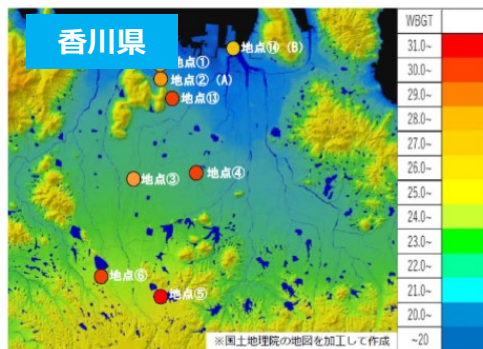 香川県
WBGT
地点⑭（B）
地点①
地点②（A）
地点⑬
地点③
地点④
地点⑥
地点⑤
31.0~
30.0~
29.0~
28.0~
27.0~
26.0~
25.0~
24.0~
23.0~
22.0~
21.0~
20.0~
~20
※国土地理院の地図を加工して作成